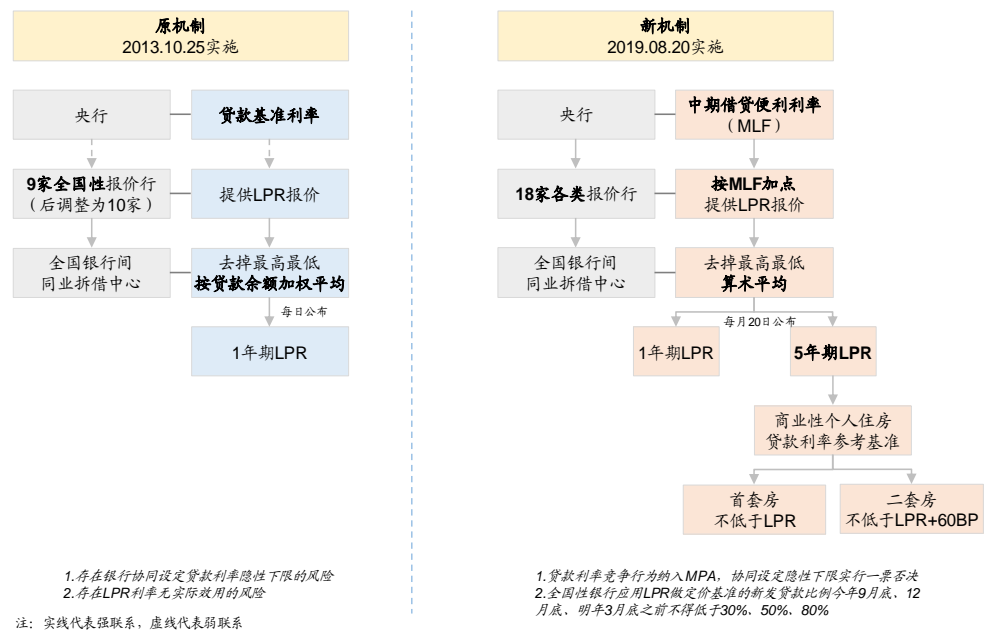 原机制
2013.10.25实施
央行
贷款基准利率
9家全国性报价行
（后调整为10家）
提供LPR报价
全国银行间
同业拆借中心
去掉最高最低
按贷款余额加权平均
每日公布
1年期LPR
1.存在银行协同设定贷款利率隐性下限的风险
2.存在LPR利率无实际效用的风险
注：实线代表强联系，虚线代表弱联系
新机制
2019.08.20实施
央行
中期借贷便利利率
（MLF）
18家各类报价行
按MLF加点
提供LPR报价
全国银行间
同业拆借中心
去掉最高最低
算术平均
每月20日公布
1年期LPR
5年期LPR
商业性个人住房
贷款利率参考基准
首套房
不低于LPR
二套房
不低于LPR+60BP
1.贷款利率竞争行为纳入MPA，协同设定隐性下限实行一票否决
2.全国性银行应用LPR做定价基准的新发贷款比例今年9月底、12
月底、明年3月底之前不得低于30%、50%、80%